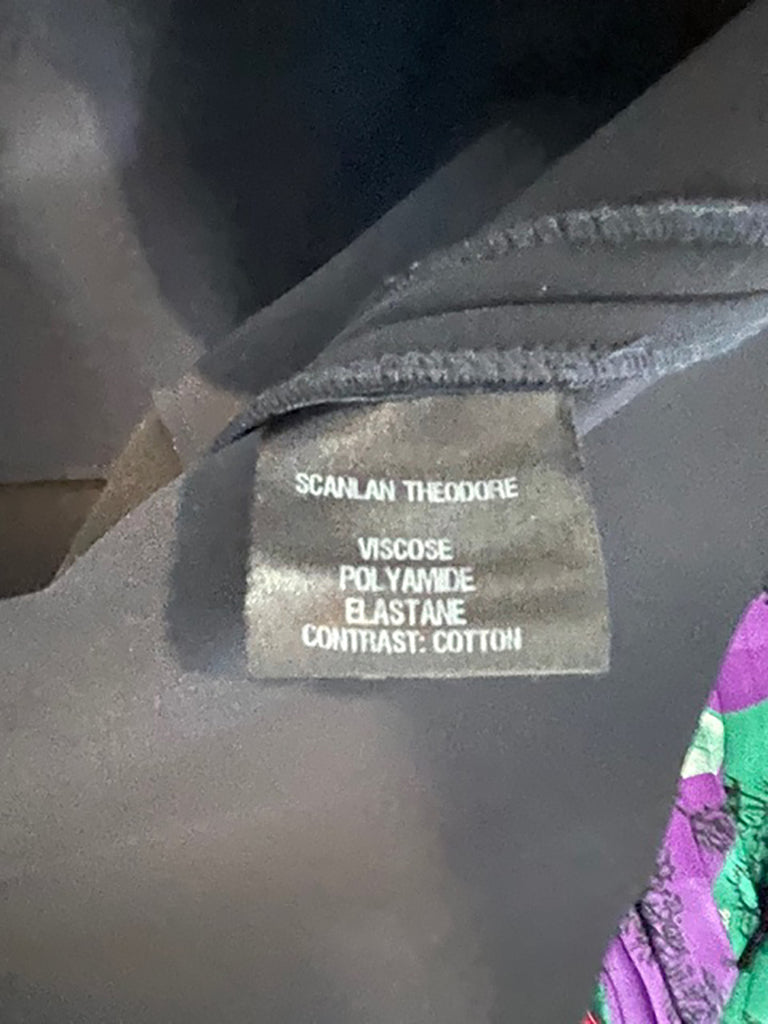 SCANLAN THEODORE
VISCOSE
POLYAMIDE
ELASTANE
CONTRAST: COTTON